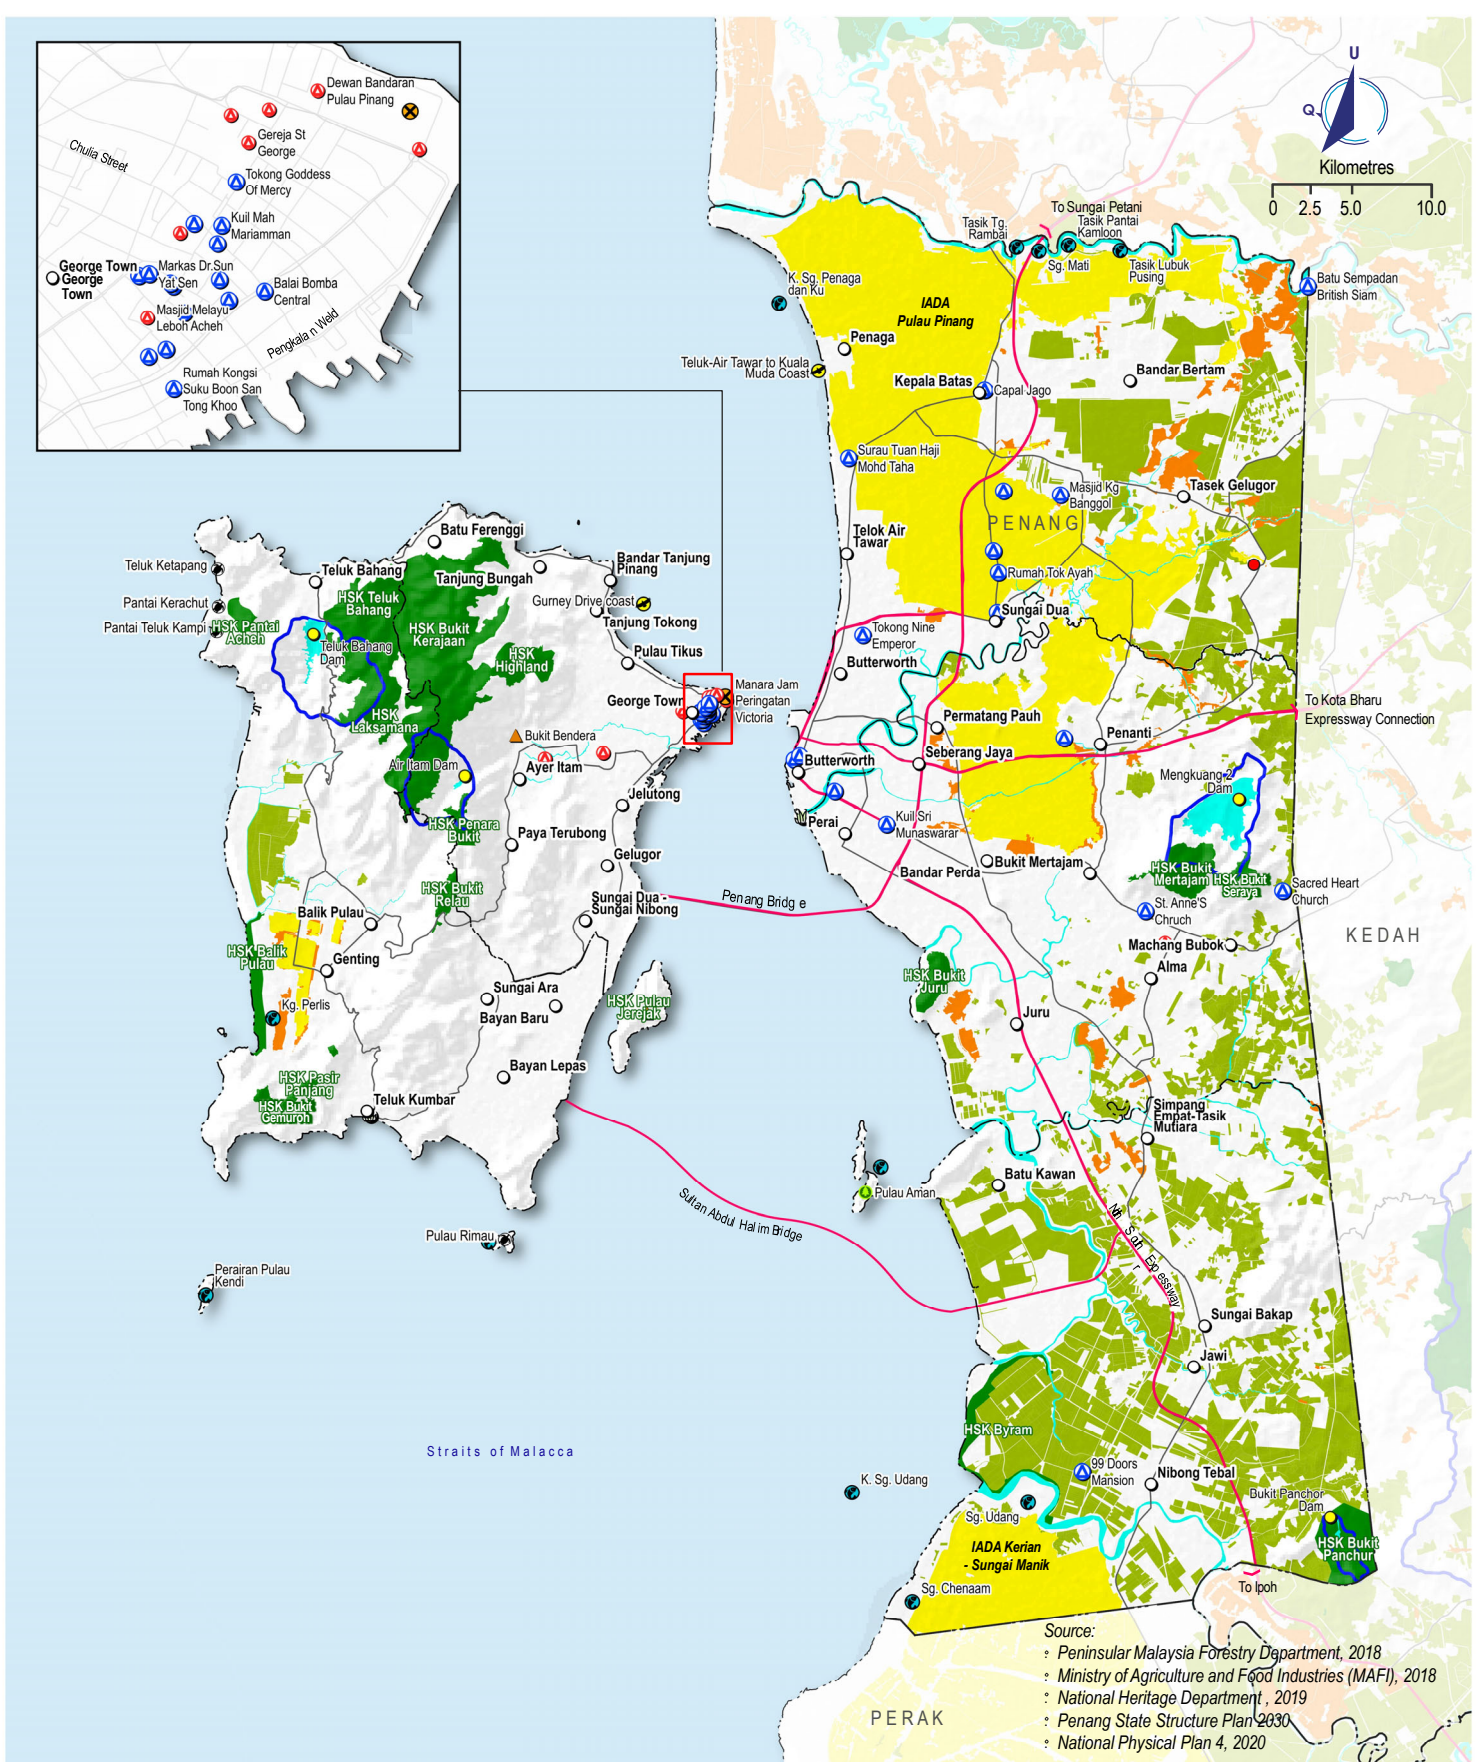 Dewan Bandaran
Pulau Pinang
Gereja St
George
Chulia Street
Tokong Goddess
Of Mercy
Kuil Mah
Mariamman
George Town
George
Town
Markas Dr.Sun
Yat Sen
Balai Bomba
Central
Masjid Melayu
Leboh Acheh
Pengkala n Weld
Rumah Kongsi
Suku Boon San
Tong Khoo
U
Q
Kilometres
0 2.5 5.0 10.0
To Sungai Petani
Tasik Tg.
Rambai
Tasik Pantai
Kamloon
Sg. Mati
Tasik Lubuk
Pusing
Batu Sempadan
British Siam
K. Sg. Penaga
dan Ku
IADA
Pulau Pinang
Penaga
Teluk-Air Tawar to Kuala
Muda Coast
Kepala Batas
Capal Jago
Bandar Bertam
Surau Tuan Haji
Mohd Taha
Masjid Kg
Banggol
Tasek Gelugor
PENANG
Telok Air
Tawar
Rumah Tok Ayah
Sungai Dua
Tokong Nine
Emperor
Butterworth
Batu Ferenggi
Teluk Ketapang
Teluk Bahang
Tanjung Bungah
Bandar Tanjung
Pinang
Pantai Kerachut
HSK Teluk
Bahang
Gurney Drive coast
Tanjung Tokong
Pantai Teluk Kampi
HSK Pantai
Acheh
HSK Bukit
Kerajaan
Teluk Bahang
Dam
HSK
Highland
Pulau Tikus
George Town
Manara Jam
Peringatan
Victoria
HSK
Laksamana
Bukit Bendera
Air Itam Dam
Ayer Itam
Jelutong
HSK Penara
Bukit
Paya Terubong
Gelugor
HSK Bukit
Relau
Sungai Dua -
Sungai Nibong
Balik Pulau
HSK Balik
Pulau
Genting
Kg. Perlis
Sungai Ara
Bayan Baru
HSK Pulau
Jerejak
Bayan Lepas
HSK Pasir
Panjang
HSK Bukit
Gemuroh
Teluk Kumbar
Penang Bridg e
To Kota Bharu
Expressway Connection
Permatang Pauh
Penanti
Seberang Jaya
Butterworth
Mengkuang 2
Dam
Perai
Kuil Sri
Munaswarar
Bukit Mertajam
Bandar Perda
HSK Bukit
Mertajam
HSK Bukit
Seraya
Sacred Heart
Church
St. Anne'S
Chruch
KEDAH
Machang Bubok
Alma
HSK Bukit
Juru
Juru
Simpang
Empat-Tasik
Mutiara
Batu Kawan
Pulau Aman
Sultan Abdul Halim Bridge
Pulau Rimau
Perairan Pulau
Kendi
Sungai Bakap
Jawi
HSK Byram
Straits of Malacca
99 Doors
Mansion
Nibong Tebal
K. Sg. Udang
Sg. Udang
Bukit Panchor
Dam
HSK Bukit
Panchur
IADA Kerian
- Sungai Manik
Sg. Chenaam
To Ipoh
PERAK
Source:
Peninsular Malaysia Forestry Department, 2018
Ministry of Agriculture and Food Industries (MAFI), 2018
National Heritage Department , 2019
Penang State Structure Plan 2030
National Physical Plan 4, 2020